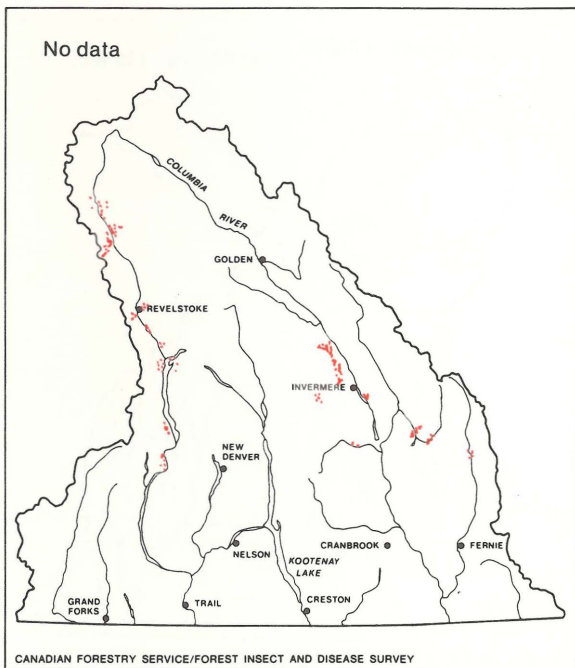 No data
COLUMBIA
RIVER
GOLDEN
REVELSTOKE
INVERMERE
NEW
DENVER
CRANBROOK
FERNIE
NELSON
KOOTENAY
LAKE
GRAND
FORKS
TRAIL
CRESTON
CANADIAN FORESTRY SERVICE/FOREST INSECT AND DISEASE SURVEY